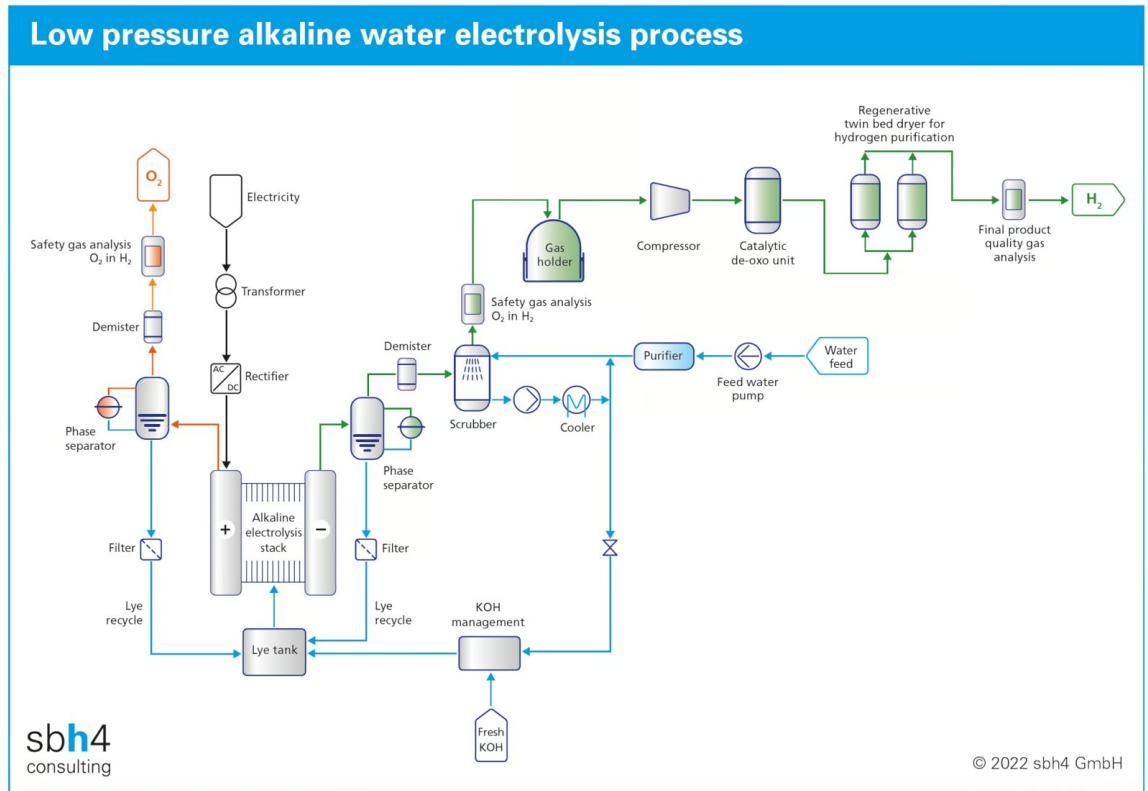 Low pressure alkaline water electrolysis process
Regenerative
twin bed dryer for
hydrogen purification
O₂
Electricity
H₂
Safety gas analysis
O₂ in H₂
Gas
holder
Compressor
Catalytic
de-oxo unit
Final product
quality gas
analysis
Transformer
Safety gas analysis
O₂ in H₂
Demister
Demister
Purifier
Water
feed
AC
DC
Rectifier
Feed water
pump
Phase
separator
Scrubber
M
Cooler
Phase
separator
+
Alkaline
electrolysis
stack
−
Filter
Filter
Lye
recycle
Lye
recycle
KOH
management
Lye tank
Fresh
KOH
sbh4
consulting
© 2022 sbh4 GmbH